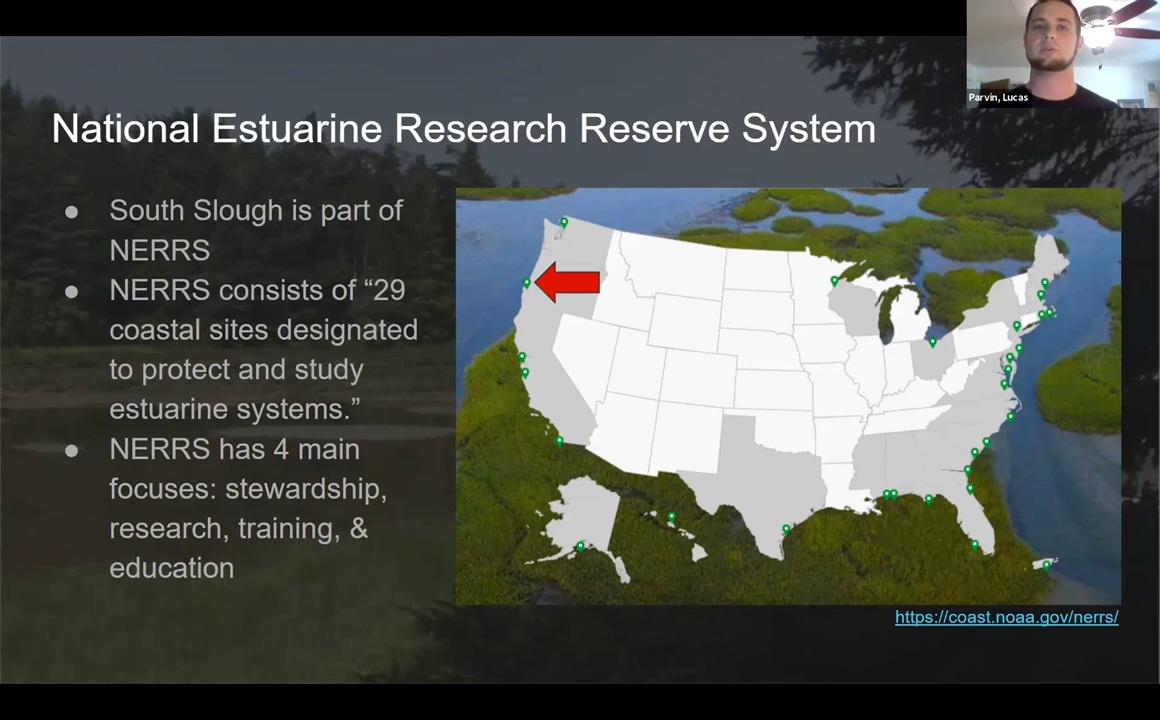 Parvin, Lucas
National Estuarine Research Reserve System
● South Slough is part of
NERRS
● NERRS consists of “29
coastal sites designated
to protect and study
estuarine systems.”
● NERRS has 4 main
focuses: stewardship,
research, training, &
education
https://coast.noaa.gov/nerrs/